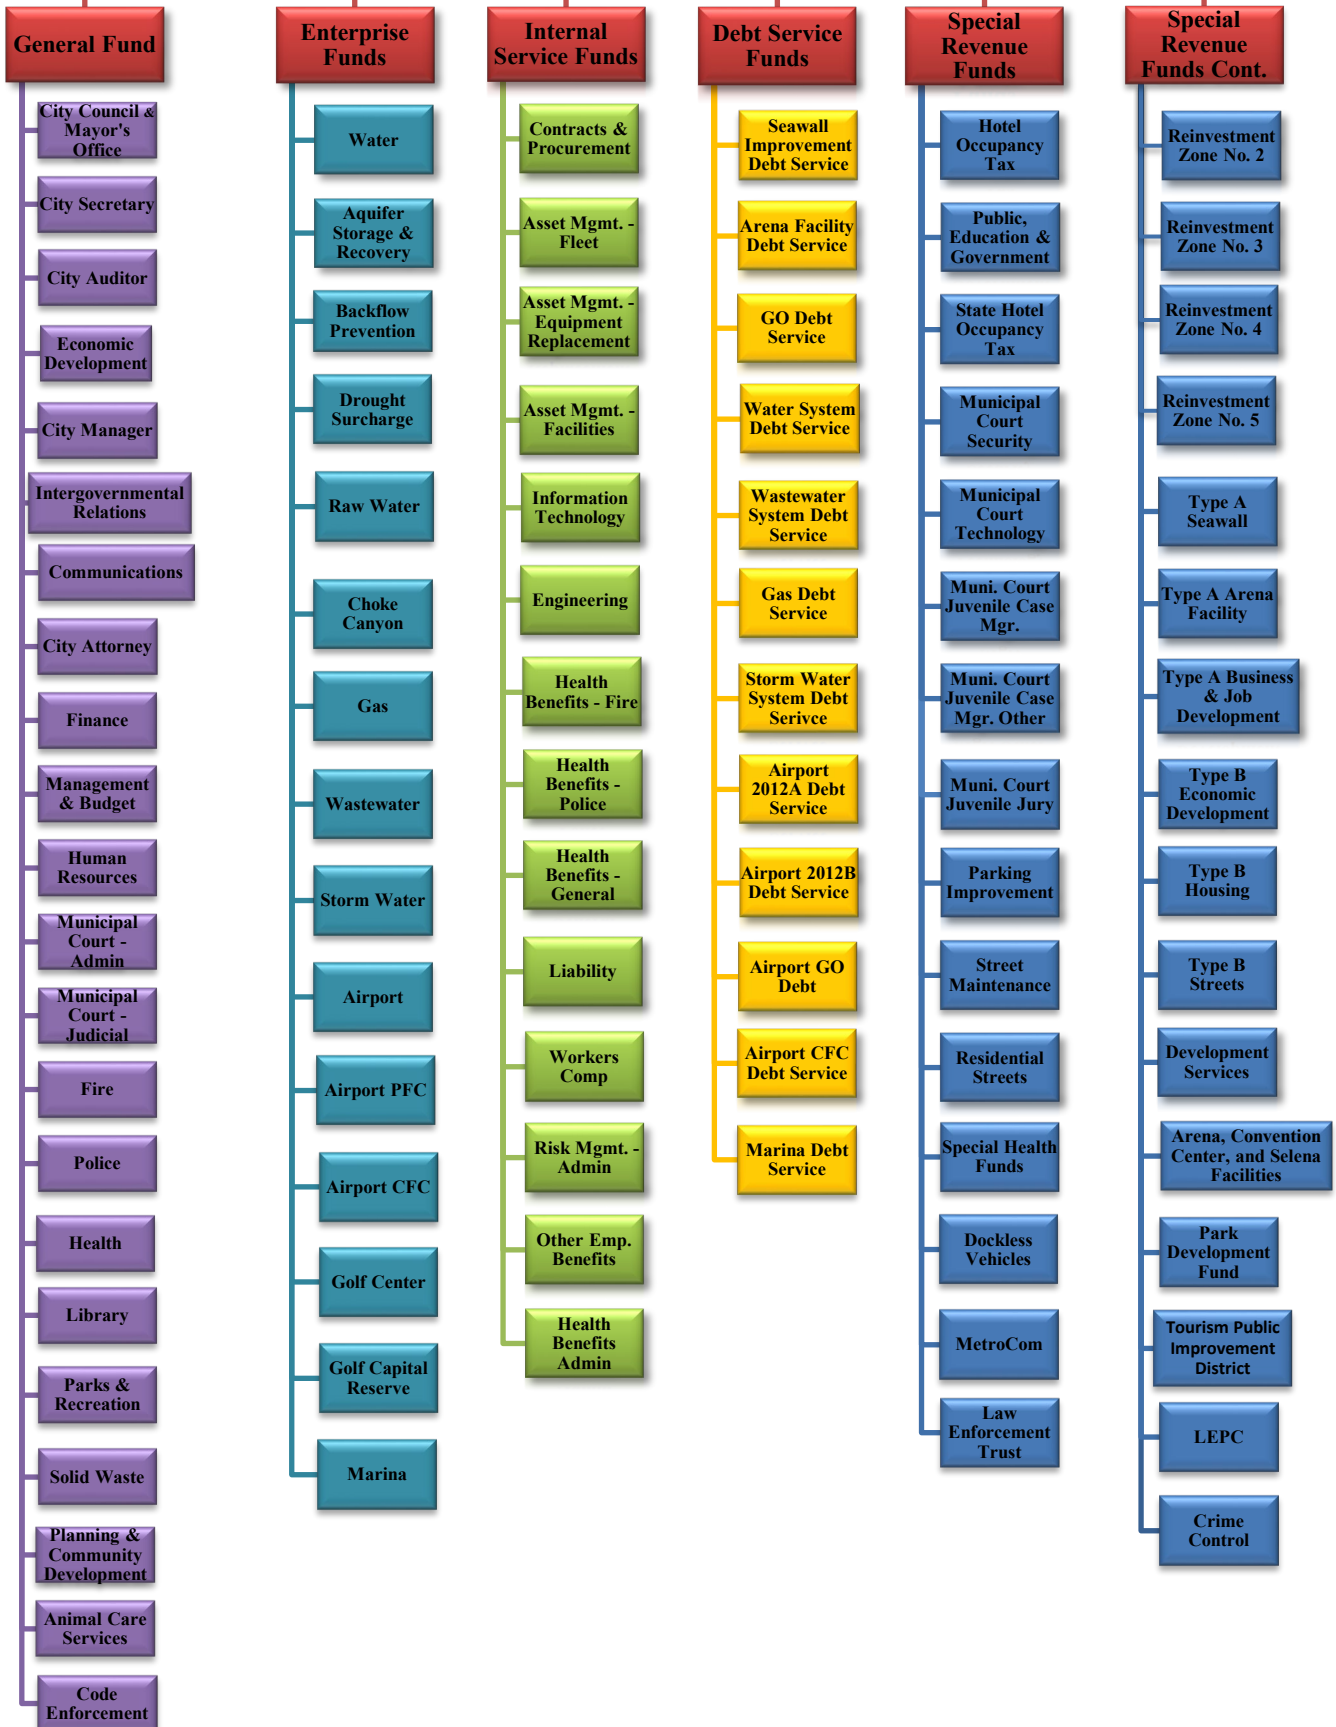 General Fund
City Council &
Mayor's
Office
City Secretary
City Auditor
Economic
Development
City Manager
Intergovernmental
Relations
Communications
City Attorney
Finance
Management
& Budget
Human
Resources
Municipal
Court -
Admin
Municipal
Court -
Judicial
Fire
Police
Health
Library
Parks &
Recreation
Solid Waste
Planning &
Community
Development
Animal Care
Services
Code
Enforcement
Enterprise
Funds
Water
Aquifer
Storage &
Recovery
Backflow
Prevention
Drought
Surcharge
Raw Water
Choke
Canyon
Gas
Wastewater
Storm Water
Airport
Airport PFC
Airport CFC
Golf Center
Golf Capital
Reserve
Marina
Internal
Service Funds
Contracts &
Procurement
Asset Mgmt. -
Fleet
Asset Mgmt. -
Equipment
Replacement
Asset Mgmt. -
Facilities
Information
Technology
Engineering
Health
Benefits - Fire
Health
Benefits -
Police
Health
Benefits -
General
Liability
Workers
Comp
Risk Mgmt. -
Admin
Other Emp.
Benefits
Health
Benefits
Admin
Debt Service
Funds
Seawall
Improvement
Debt Service
Arena Facility
Debt Service
GO Debt
Service
Water System
Debt Service
Wastewater
System Debt
Service
Gas Debt
Service
Storm Water
System Debt
Serivce
Airport
2012A Debt
Service
Airport 2012B
Debt Service
Airport GO
Debt
Airport CFC
Debt Service
Marina Debt
Service
Special
Revenue
Funds
Hotel
Occupancy
Tax
Public,
Education &
Government
State Hotel
Occupancy
Tax
Municipal
Court
Security
Municipal
Court
Technology
Muni. Court
Juvenile Case
Mgr.
Muni. Court
Juvenile Case
Mgr. Other
Muni. Court
Juvenile Jury
Parking
Improvement
Street
Maintenance
Residential
Streets
Special Health
Funds
Dockless
Vehicles
MetroCom
Law
Enforcement
Trust
Special
Revenue
Funds Cont.
Reinvestment
Zone No. 2
Reinvestment
Zone No. 3
Reinvestment
Zone No. 4
Reinvestment
Zone No. 5
Type A
Seawall
Type A Arena
Facility
Type A Business
& Job
Development
Type B
Economic
Development
Type B
Housing
Type B
Streets
Development
Services
Arena, Convention
Center, and Selena
Facilities
Park
Development
Fund
Tourism Public
Improvement
District
LEPC
Crime
Control